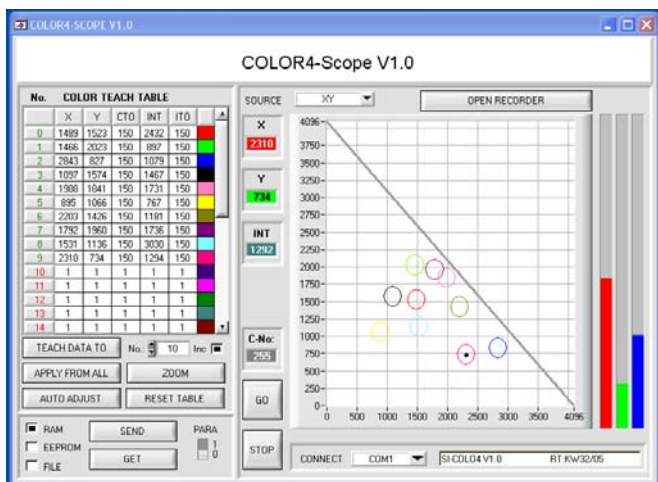 COLOR4-SCOPE V1.0
COLOR4-Scope V1.0
No. COLOR TEACH TABLE
X Y CTO INT ITO
0 1489 1523 150 2432 150
1 1466 2023 150 897 150
2 2843 827 150 1079 150
3 1097 1574 150 1467 150
4 1988 1841 150 1731 150
5 895 1066 150 767 150
6 2203 1426 150 1181 150
7 1792 1960 150 1736 150
8 1531 1136 150 3030 150
9 2310 734 150 1294 150
10 1 1 1 1 1
11 1 1 1 1 1
12 1 1 1 1 1
13 1 1 1 1 1
14 1 1 1 1 1
TEACH DATA TO No.: 10 Inc
APPLY FROM ALL ZOOM
AUTO ADJUST RESET TABLE
RAM
EEPROM
FILE
SEND
GET
PARA
1
0
SOURCE XY OPEN RECORDER
X
2310
Y
734
INT
1292
C-No:
255
GO
STOP
4096
3750
3500
3250
3000
2750
2500
2250
2000
1750
1500
1250
1000
750
500
250
0
0 500 1000 1500 2000 2500 3000 3500 4096
CONNECT COM1 SI-COLO4 V1.0 RT:KW32/05